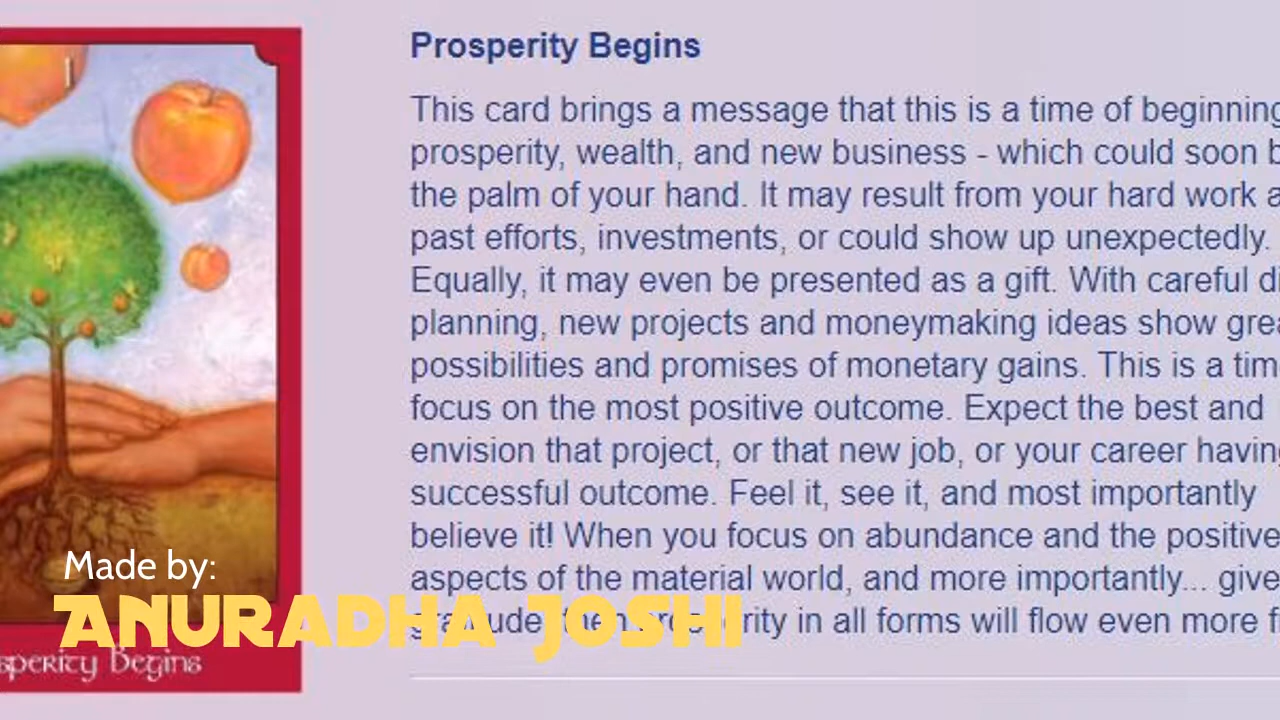 Prosperity Begins
This card brings a message that this is a time of beginning
prosperity, wealth, and new business - which could soon b
the palm of your hand. It may result from your hard work a
past efforts, investments, or could show up unexpectedly.
Equally, it may even be presented as a gift. With careful di
planning, new projects and moneymaking ideas show grea
possibilities and promises of monetary gains. This is a tim
focus on the most positive outcome. Expect the best and
envision that project, or that new job, or your career having
successful outcome. Feel it, see it, and most importantly
believe it! When you focus on abundance and the positive
aspects of the material world, and more importantly... give
gratitude, then prosperity in all forms will flow even more f
Made by:
ANURADHA JOSHI
sperity Begins